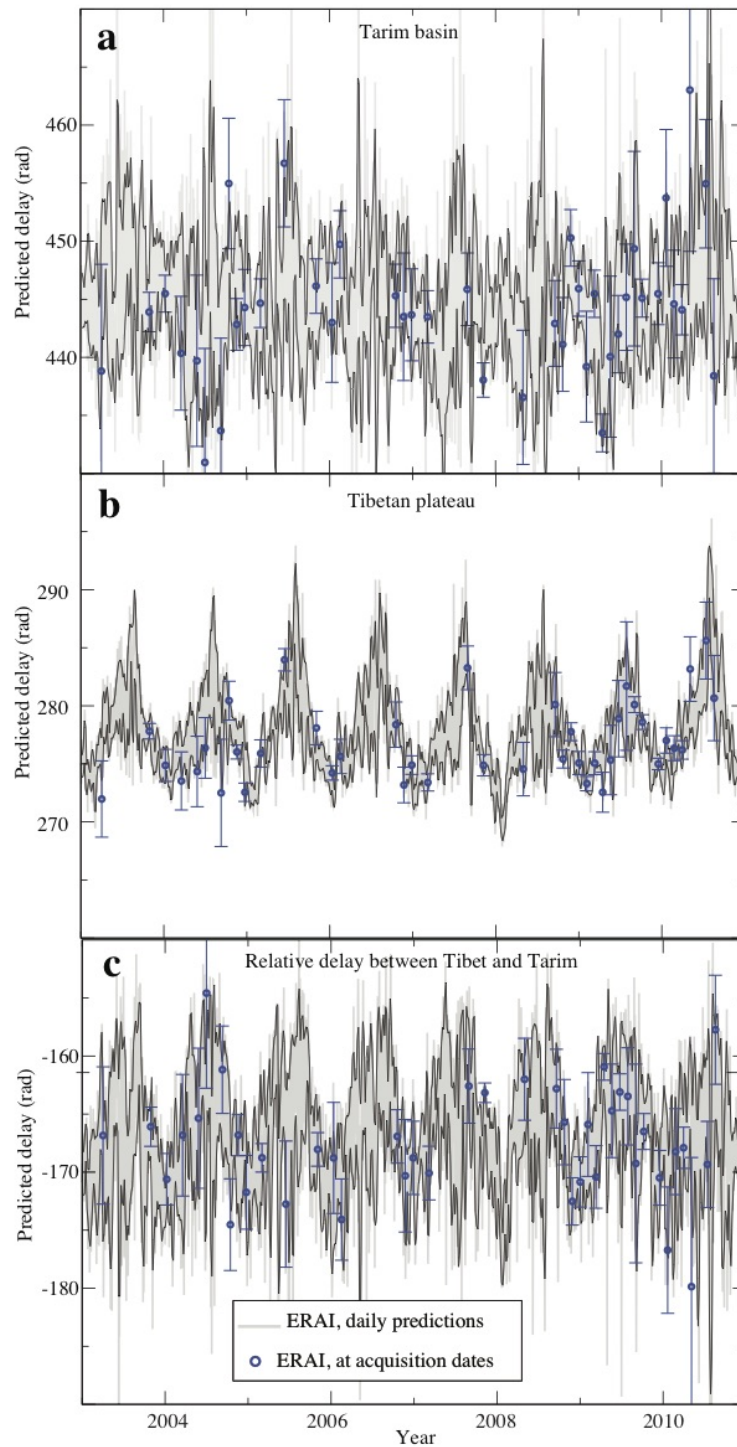 a
Tarim basin
460
450
440
Predicted delay (rad)
b
Tibetan plateau
290
280
270
Predicted delay (rad)
c
Relative delay between Tibet and Tarim
-160
-170
-180
Predicted delay (rad)
ERAI, daily predictions
ERAI, at acquisition dates
2004
2006
2008
2010
Year